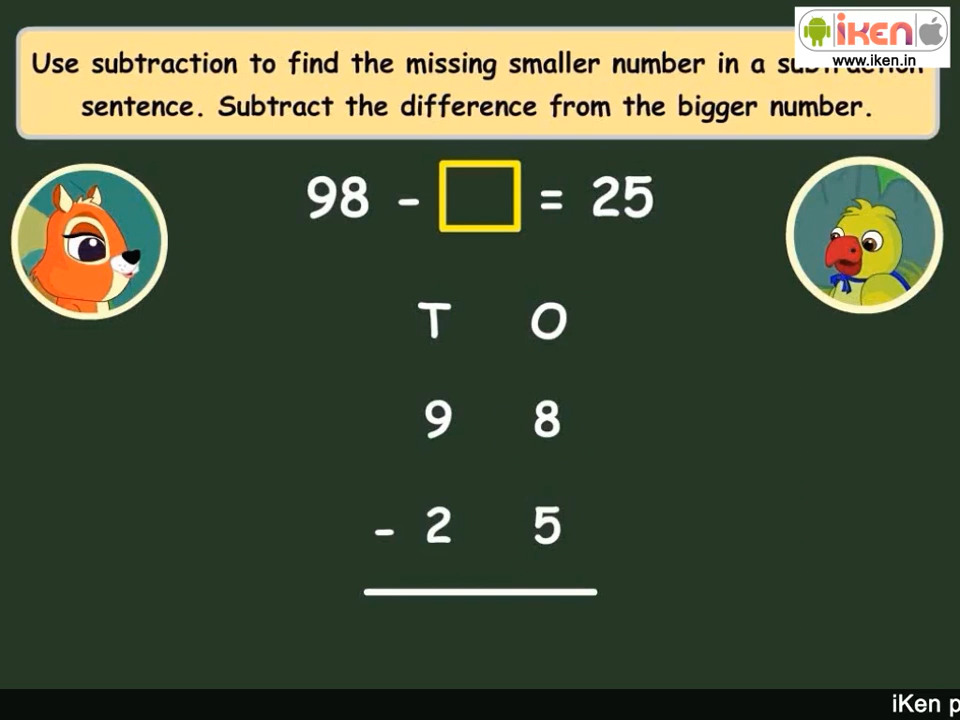 iKen
www.iken.in
Use subtraction to find the missing smaller number in a subtraction
sentence. Subtract the difference from the bigger number.
98 - = 25
T O
9 8
- 2 5
iKen p